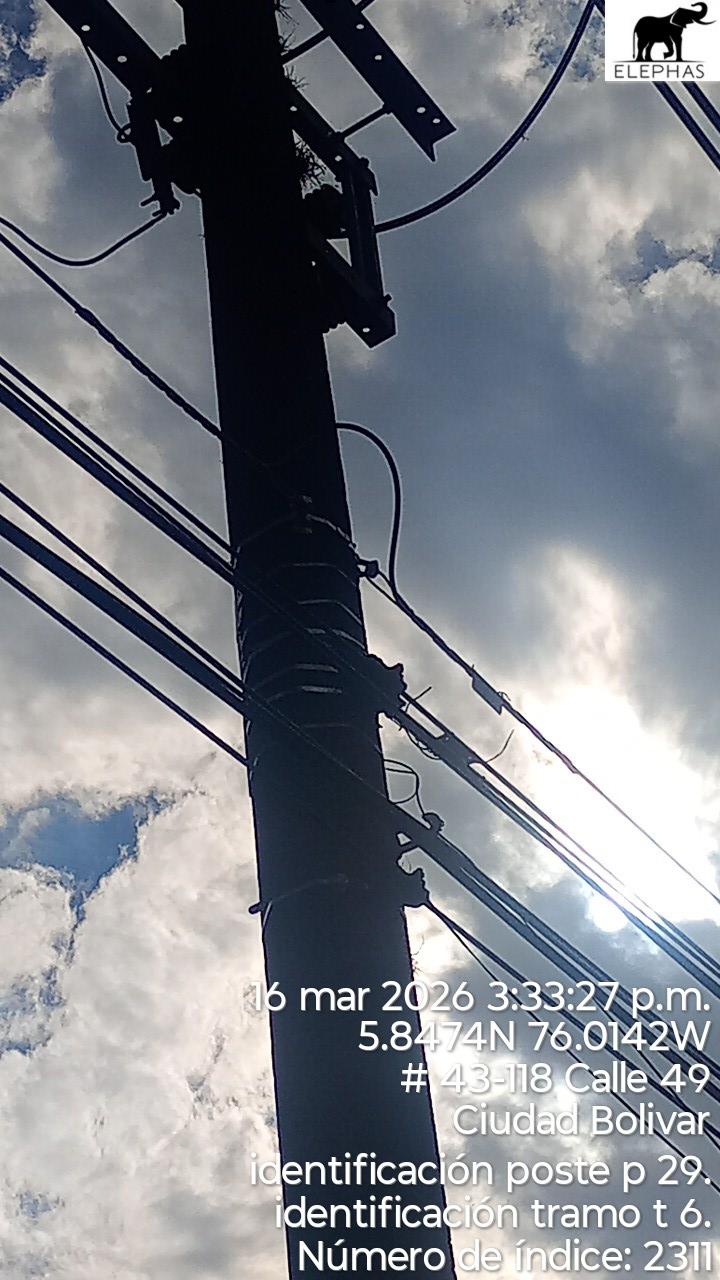 ELEPHAS
16 mar 2026 3:33:27 p.m.
5.8474N 76.0142W
# 43-118 Calle 49
Ciudad Bolivar
identificación poste p 29.
identificación tramo t 6.
Número de índice: 2311